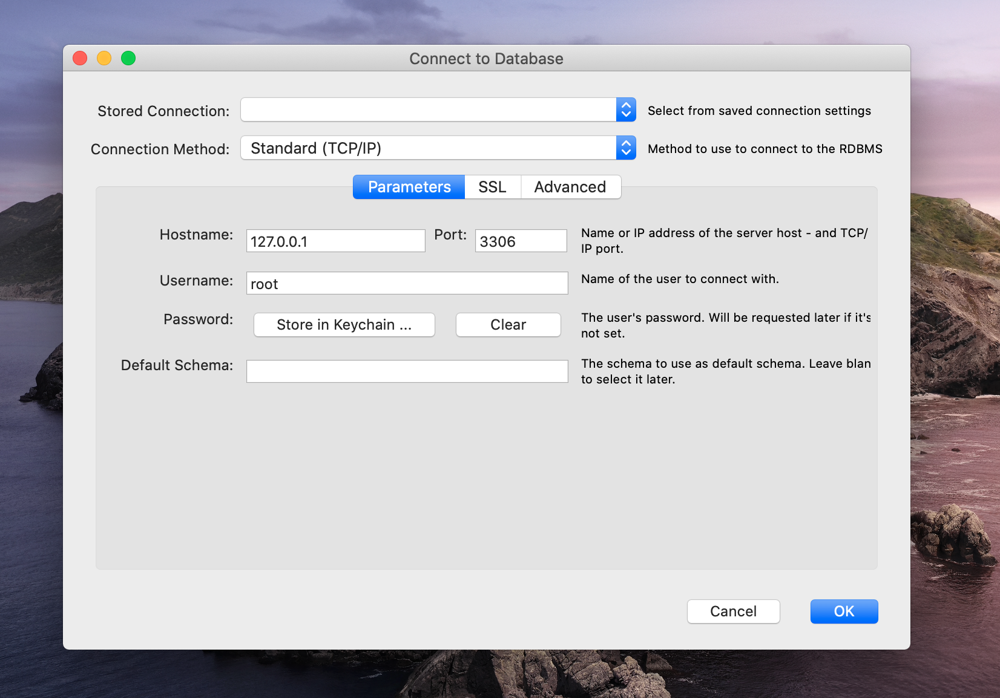 Connect to Database
Stored Connection:
Select from saved connection settings
Connection Method:
Standard (TCP/IP)
Method to use to connect to the RDBMS
Parameters
SSL
Advanced
Hostname:
127.0.0.1
Port:
3306
Name or IP address of the server host - and TCP/
IP port.
Username:
root
Name of the user to connect with.
Password:
Store in Keychain ...
Clear
The user's password. Will be requested later if it's
not set.
Default Schema:
The schema to use as default schema. Leave blan
to select it later.
Cancel
OK